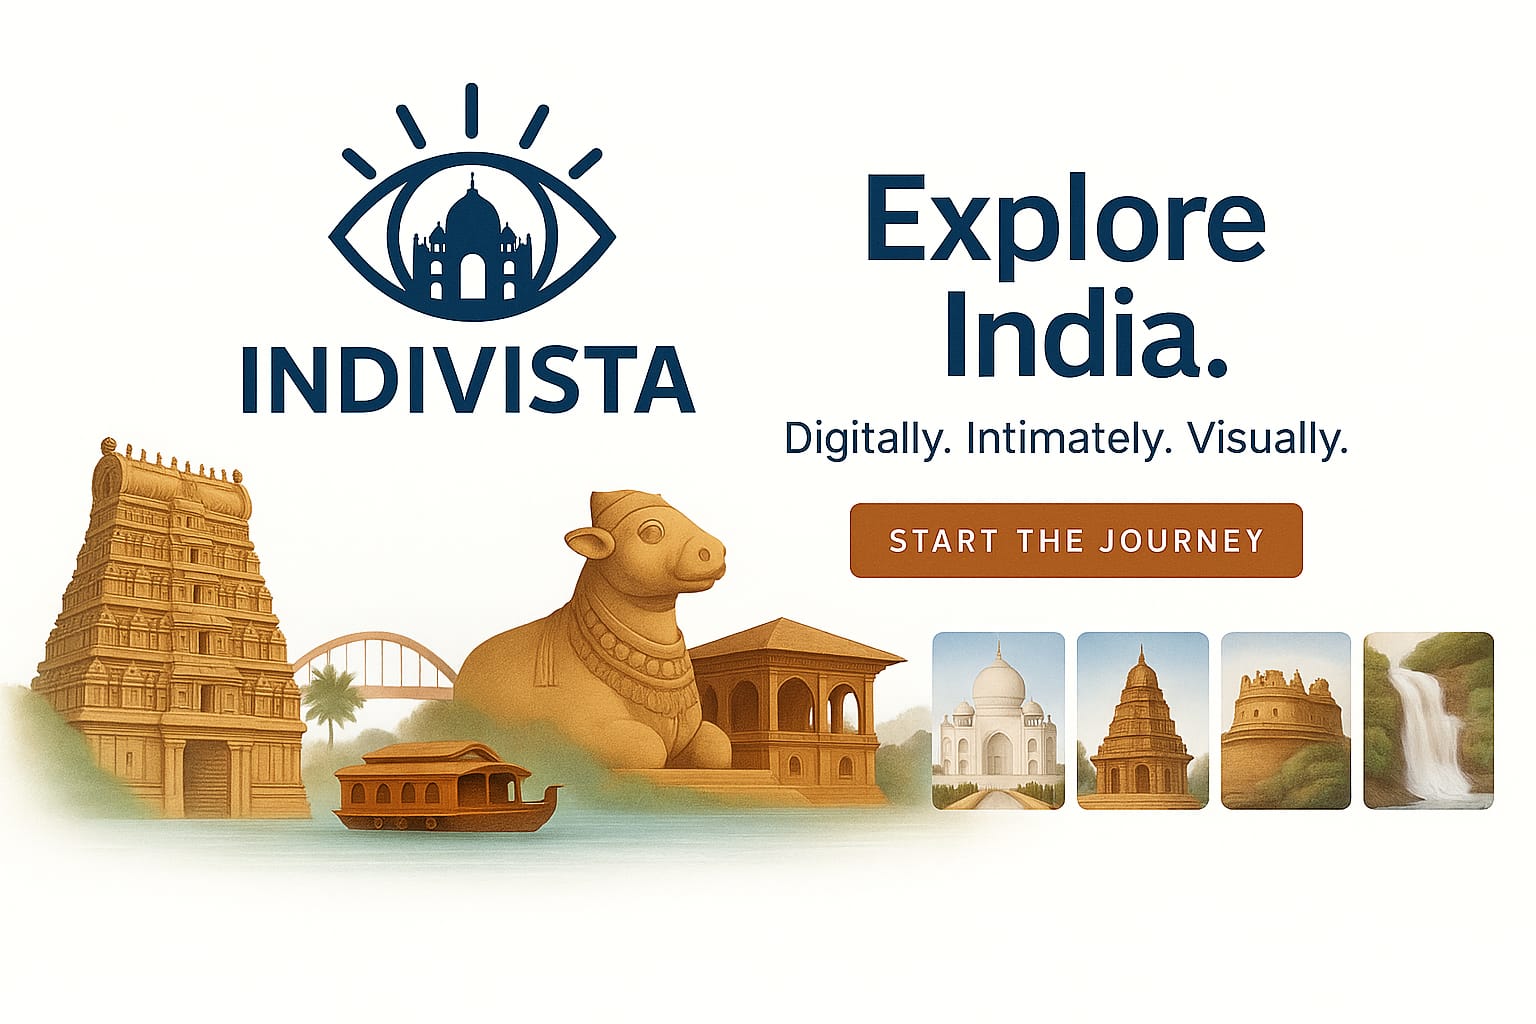 INDIVISTA
Explore
India.
Digitally. Intimately. Visually.
START THE JOURNEY